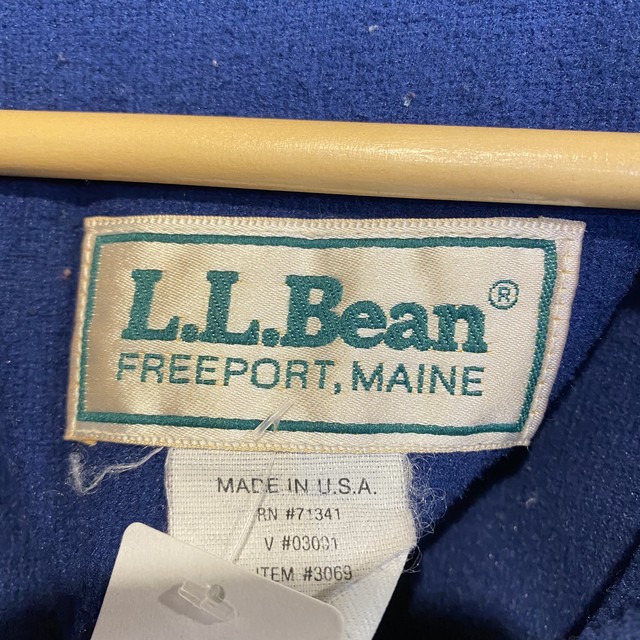 L.L.Bean®
FREEPORT, MAINE
MADE IN U.S.A.
RN #71341
V #03001
ITEM #3069